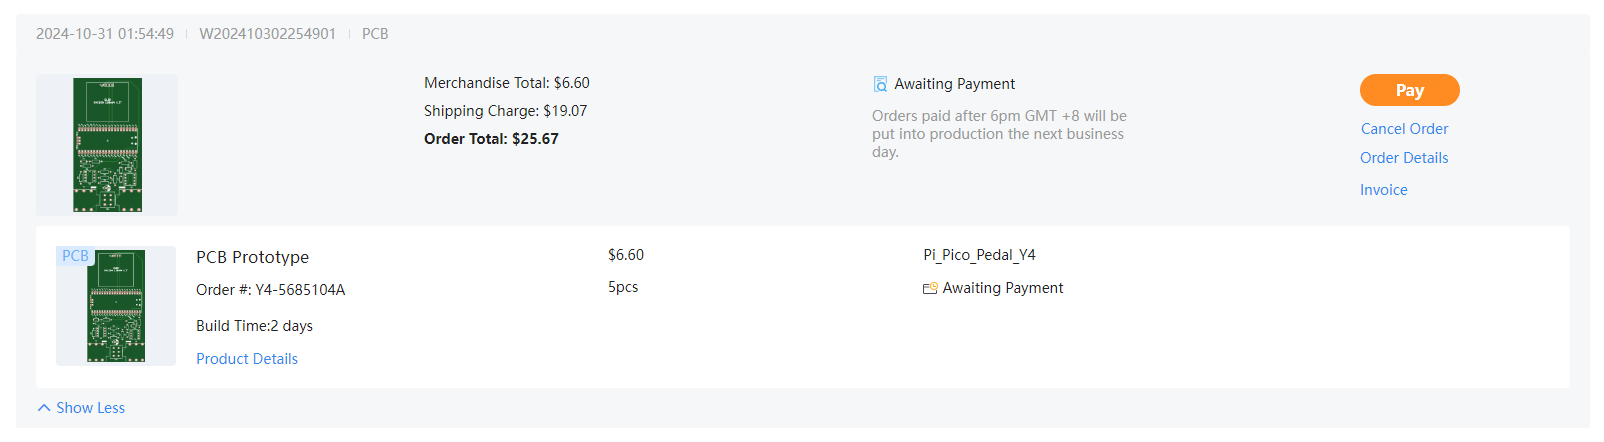 2024-10-31 01:54:49 W202410302254901 PCB
Merchandise Total: $6.60
Shipping Charge: $19.07
Order Total: $25.67
Awaiting Payment
Orders paid after 6pm GMT +8 will be
put into production the next business
day.
Pay
Cancel Order
Order Details
Invoice
PCB
PCB Prototype
Order #: Y4-5685104A
Build Time:2 days
Product Details
$6.60
5pcs
Pi_Pico_Pedal_Y4
Awaiting Payment
Show Less